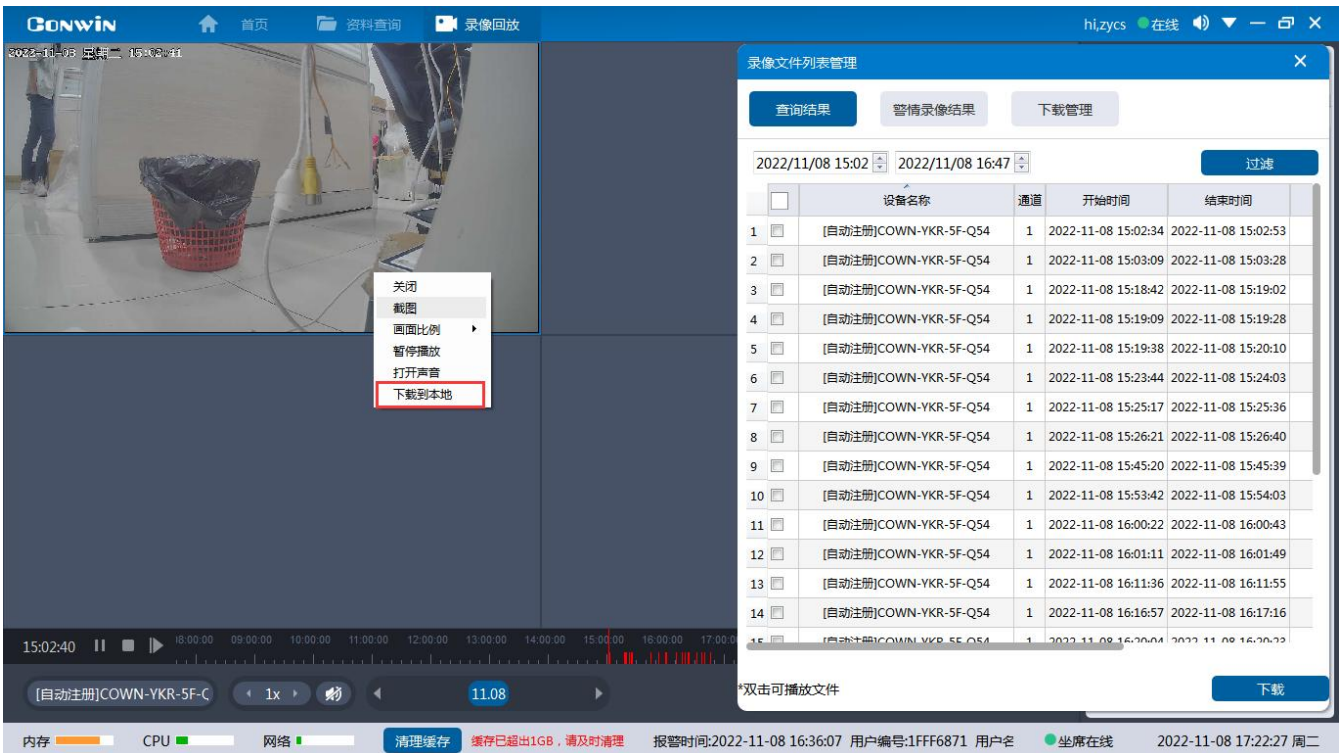 CONWIN 首页 资料查询 录像回放 hi,zycs 在线
15:02:41
录像文件列表管理
查询结果 警情录像结果 下载管理
2022/11/08 15:02 2022/11/08 16:47 过滤
设备名称 通道 开始时间 结束时间
1 [自动注册]COWN-YKR-5F-Q54 1 2022-11-08 15:02:34 2022-11-08 15:02:53
2 [自动注册]COWN-YKR-5F-Q54 1 2022-11-08 15:03:09 2022-11-08 15:03:28
3 [自动注册]COWN-YKR-5F-Q54 1 2022-11-08 15:18:42 2022-11-08 15:19:02
4 [自动注册]COWN-YKR-5F-Q54 1 2022-11-08 15:19:09 2022-11-08 15:19:28
5 [自动注册]COWN-YKR-5F-Q54 1 2022-11-08 15:19:38 2022-11-08 15:20:10
6 [自动注册]COWN-YKR-5F-Q54 1 2022-11-08 15:23:44 2022-11-08 15:24:03
7 [自动注册]COWN-YKR-5F-Q54 1 2022-11-08 15:25:17 2022-11-08 15:25:36
8 [自动注册]COWN-YKR-5F-Q54 1 2022-11-08 15:26:21 2022-11-08 15:26:40
9 [自动注册]COWN-YKR-5F-Q54 1 2022-11-08 15:45:20 2022-11-08 15:45:39
10 [自动注册]COWN-YKR-5F-Q54 1 2022-11-08 15:53:42 2022-11-08 15:54:03
11 [自动注册]COWN-YKR-5F-Q54 1 2022-11-08 16:00:22 2022-11-08 16:00:43
12 [自动注册]COWN-YKR-5F-Q54 1 2022-11-08 16:01:11 2022-11-08 16:01:49
13 [自动注册]COWN-YKR-5F-Q54 1 2022-11-08 16:11:36 2022-11-08 16:11:55
14 [自动注册]COWN-YKR-5F-Q54 1 2022-11-08 16:16:57 2022-11-08 16:17:16
关闭
截图
画面比例
暂停播放
打开声音
下载到本地
15:02:40 09:00:00 10:00:00 11:00:00 12:00:00 13:00:00 14:00:00 15:00:00 16:00:00
[自动注册]COWN-YKR-5F- 1x 11.08
*双击可播放文件 下载
内存 CPU 网络 清理缓存 缓存已超出1GB，请及时清理 报警时间:2022-11-08 16:36:07 用户编号:1FFF6871 用户名 坐席在线 2022-11-08 17:22:27 周二